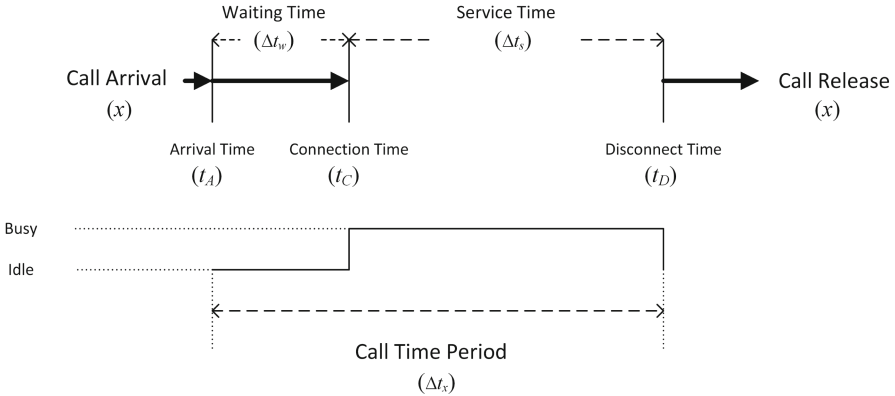 Waiting Time
(Δt_w)
Service Time
(Δt_s)
Call Arrival
(x)
Call Release
(x)
Arrival Time
(t_A)
Connection Time
(t_C)
Disconnect Time
(t_D)
Busy
Idle
Call Time Period
(Δt_x)